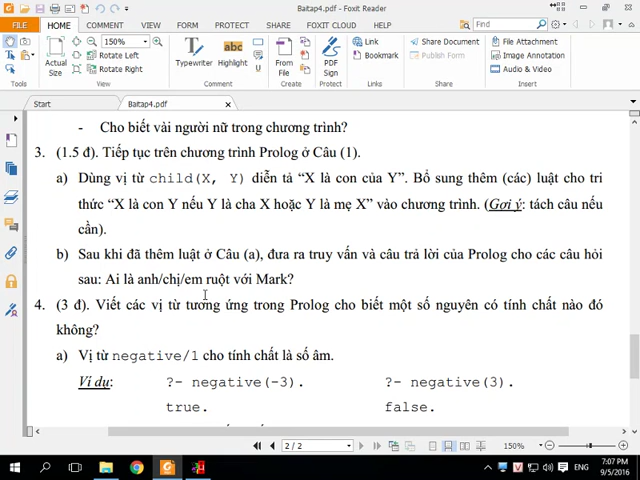 Baitap4.pdf - Foxit Reader
FILE HOME COMMENT VIEW FORM PROTECT SHARE FOXIT CLOUD HELP Find
Actual Size
150%
Rotate Left
Rotate Right
Typewriter Highlight
From File
PDF Sign
Link
Bookmark
Share Document
Publish Form
File Attachment
Image Annotation
Audio & Video
Tools View Comment Create Protect Links Share Insert
Start Baitap4.pdf
- Cho biết vài người nữ trong chương trình?
3. (1.5 đ). Tiếp tục trên chương trình Prolog ở Câu (1).
a) Dùng vị từ child(X, Y) diễn tả “X là con của Y”. Bổ sung thêm (các) luật cho tri
thức “X là con Y nếu Y là cha X hoặc Y là mẹ X” vào chương trình. (Gợi ý: tách câu nếu
cần).
b) Sau khi đã thêm luật ở Câu (a), đưa ra truy vấn và câu trả lời của Prolog cho các câu hỏi
sau: Ai là anh/chị/em ruột với Mark?
4. (3 đ). Viết các vị từ tương ứng trong Prolog cho biết một số nguyên có tính chất nào đó
không?
a) Vị từ negative/1 cho tính chất là số âm.
Ví dụ: ?- negative(-3). ?- negative(3).
true. false.
2 / 2 150%
7:07 PM
9/5/2016